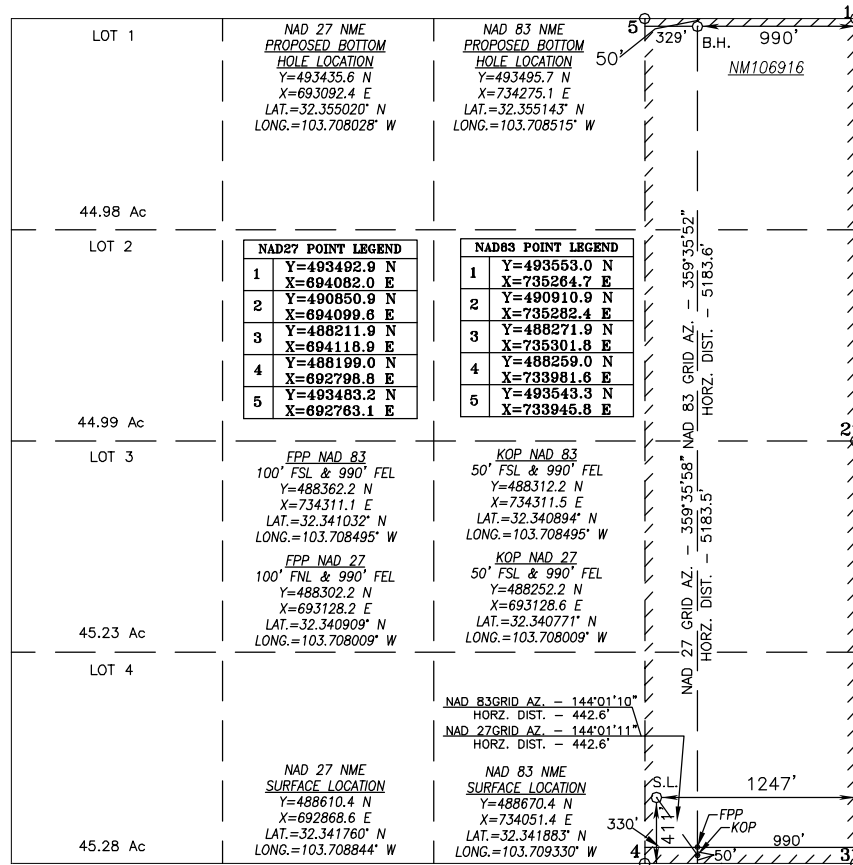 LOT 1
44.98 Ac
NAD 27 NME
PROPOSED BOTTOM
HOLE LOCATION
Y=493435.6 N
X=693092.4 E
LAT.=32.355020° N
LONG.=103.708028° W
NAD 83 NME
PROPOSED BOTTOM
HOLE LOCATION
Y=493495.7 N
X=734275.1 E
LAT.=32.355143° N
LONG.=103.708515° W
5
50'
329'
B.H.
990'
1
NM106916
LOT 2
44.99 Ac
NAD27 POINT LEGEND
1 Y=493492.9 N
X=694082.0 E
2 Y=490850.9 N
X=694099.6 E
3 Y=488211.9 N
X=694118.9 E
4 Y=488199.0 N
X=692798.8 E
5 Y=493483.2 N
X=692763.1 E
NAD83 POINT LEGEND
1 Y=493553.0 N
X=735264.7 E
2 Y=490910.9 N
X=735282.4 E
3 Y=488271.9 N
X=735301.8 E
4 Y=488259.0 N
X=733981.6 E
5 Y=493543.3 N
X=733945.8 E
NAD 83 GRID AZ. - 359°35'52"
HORZ. DIST. - 5183.6'
2
LOT 3
45.23 Ac
FPP NAD 83
100' FSL & 990' FEL
Y=488362.2 N
X=734311.1 E
LAT.=32.341032° N
LONG.=103.708495° W
FPP NAD 27
100' FNL & 990' FEL
Y=488302.2 N
X=693128.2 E
LAT.=32.340909° N
LONG.=103.708009° W
KOP NAD 83
50' FSL & 990' FEL
Y=488312.2 N
X=734311.5 E
LAT.=32.340894° N
LONG.=103.708495° W
KOP NAD 27
50' FSL & 990' FEL
Y=488252.2 N
X=693128.6 E
LAT.=32.340771° N
LONG.=103.708009° W
NAD 27 GRID AZ. - 359°35'58"
HORZ. DIST. - 5183.5'
LOT 4
45.28 Ac
NAD 83GRID AZ. - 144°01'10"
HORZ. DIST. - 442.6'
NAD 27GRID AZ. - 144°01'11"
HORZ. DIST. - 442.6'
NAD 27 NME
SURFACE LOCATION
Y=488610.4 N
X=692868.6 E
LAT.=32.341760° N
LONG.=103.708844° W
NAD 83 NME
SURFACE LOCATION
Y=488670.4 N
X=734051.4 E
LAT.=32.341883° N
LONG.=103.709330° W
S.L.
1247'
330'
411'
FPP
KOP
990'
4
50'
3